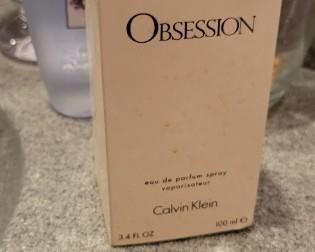 OBSESSION
eau de parfum spray
vaporisateur
Calvin Klein
3.4 FL OZ
100 ml ℮